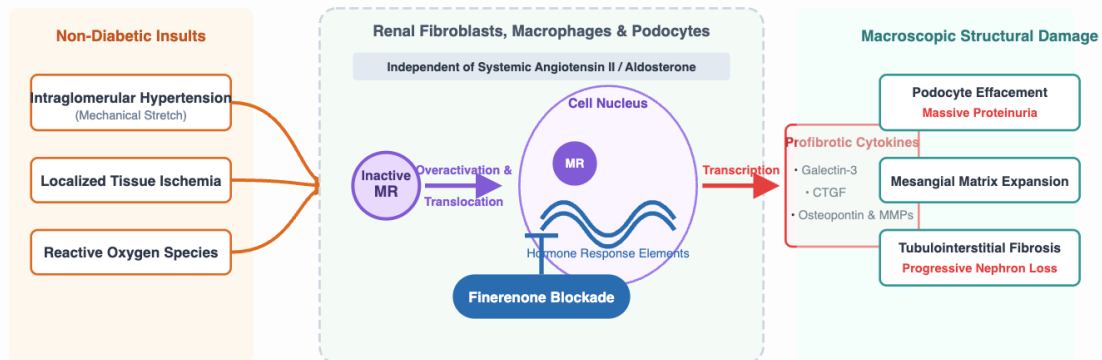 Non-Diabetic Insults
Intraglomerular Hypertension
(Mechanical Stretch)
Localized Tissue Ischemia
Reactive Oxygen Species
Renal Fibroblasts, Macrophages & Podocytes
Independent of Systemic Angiotensin II / Aldosterone
Inactive
MR
Overactivation &
Translocation
Cell Nucleus
MR
Hormone Response Elements
Finerenone Blockade
Transcription
Profibrotic Cytokines
• Galectin-3
• CTGF
• Osteopontin & MMPs
Macroscopic Structural Damage
Podocyte Effacement
Massive Proteinuria
Mesangial Matrix Expansion
Tubulointerstitial Fibrosis
Progressive Nephron Loss